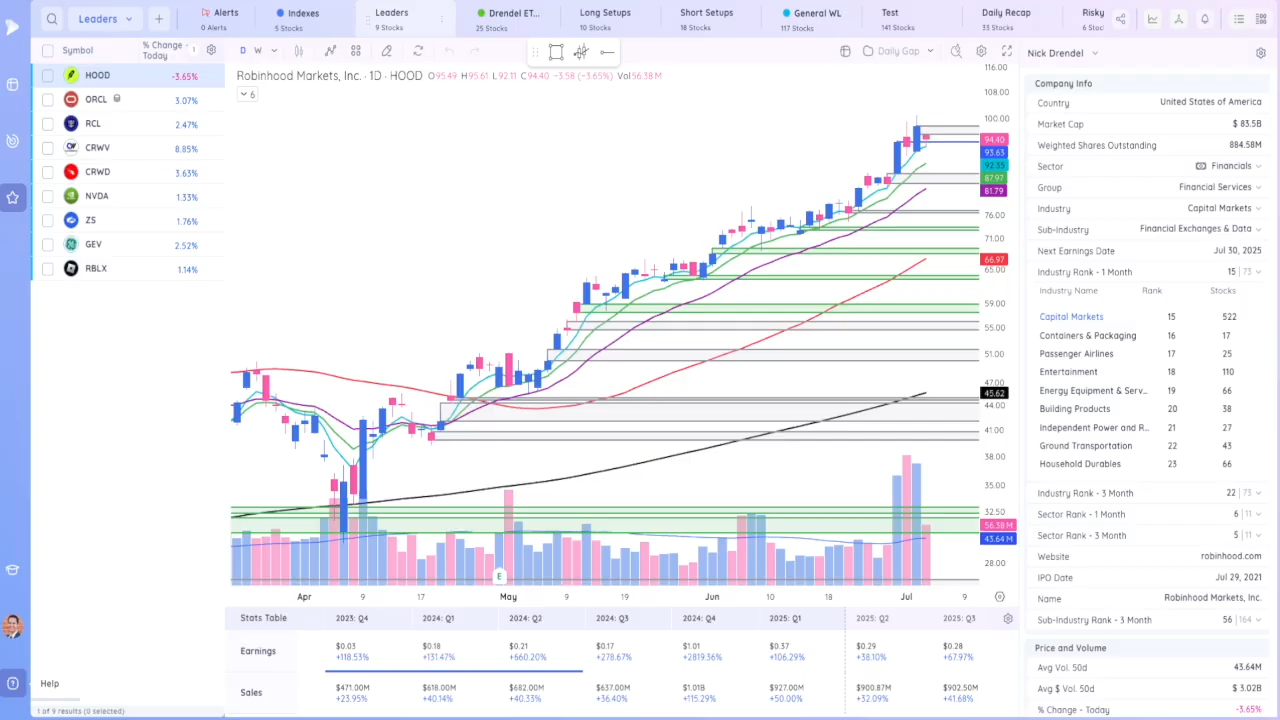 Leaders
Alerts
0 Alerts
Indexes
5 Stocks
Leaders
9 Stocks
Drendel ET...
25 Stocks
Long Setups
10 Stocks
Short Setups
18 Stocks
General WL
117 Stocks
Test
141 Stocks
Daily Recap
33 Stocks
Risky
6 Stoc
Symbol
% Change - 1
Today
D W
Daily Gap
Nick Drendel
HOOD -3.65%
ORCL 3.07%
RCL 2.47%
CRWV 8.85%
CRWD 3.63%
NVDA 1.33%
ZS 1.76%
GEV 2.52%
RBLX 1.14%
Robinhood Markets, Inc. · 1D · HOOD O95.49 H95.61 L92.11 C94.40 −3.58 (−3.65%) Vol56.38M
6
116.00
108.00
100.00
94.40
93.63
92.35
87.97
81.79
76.00
71.00
66.97
65.00
59.00
55.00
51.00
47.00
45.62
44.00
41.00
38.00
35.00
32.50
56.38M
43.64M
28.00
E
Apr 9 17 May 9 19 Jun 10 18 Jul 9
Company Info
Country United States of America
Market Cap $ 83.5B
Weighted Shares Outstanding 884.58M
Sector Financials
Group Financial Services
Industry Capital Markets
Sub-Industry Financial Exchanges & Data
Next Earnings Date Jul 30, 2025
Industry Rank - 1 Month 15 | 73
Industry Name Rank Stocks
Capital Markets 15 522
Containers & Packaging 16 17
Passenger Airlines 17 25
Entertainment 18 110
Energy Equipment & Serv... 19 66
Building Products 20 38
Independent Power and R... 21 27
Ground Transportation 22 43
Household Durables 23 66
Industry Rank - 3 Month 22 | 73
Sector Rank - 1 Month 6 | 11
Sector Rank - 3 Month 5 | 11
Website robinhood.com
IPO Date Jul 29, 2021
Name Robinhood Markets, Inc.
Sub-Industry Rank - 3 Month 56 | 164
Price and Volume
Avg Vol. 50d 43.64M
Avg $ Vol. 50d $ 3.02B
% Change - Today -3.65%
Stats Table 2023: Q4 2024: Q1 2024: Q2 2024: Q3 2024: Q4 2025: Q1 2025: Q2 2025: Q3
Earnings
$0.03 $0.18 $0.21 $0.17 $1.01 $0.37 $0.29 $0.28
+118.53% +131.47% +660.20% +278.67% +2819.36% +106.29% +38.10% +67.97%
Sales
$471.00M $618.00M $682.00M $637.00M $1.01B $927.00M $900.87M $902.50M
+23.95% +40.14% +40.33% +36.40% +115.29% +50.00% +32.09% +41.68%
Help
1 of 9 results (0 selected)